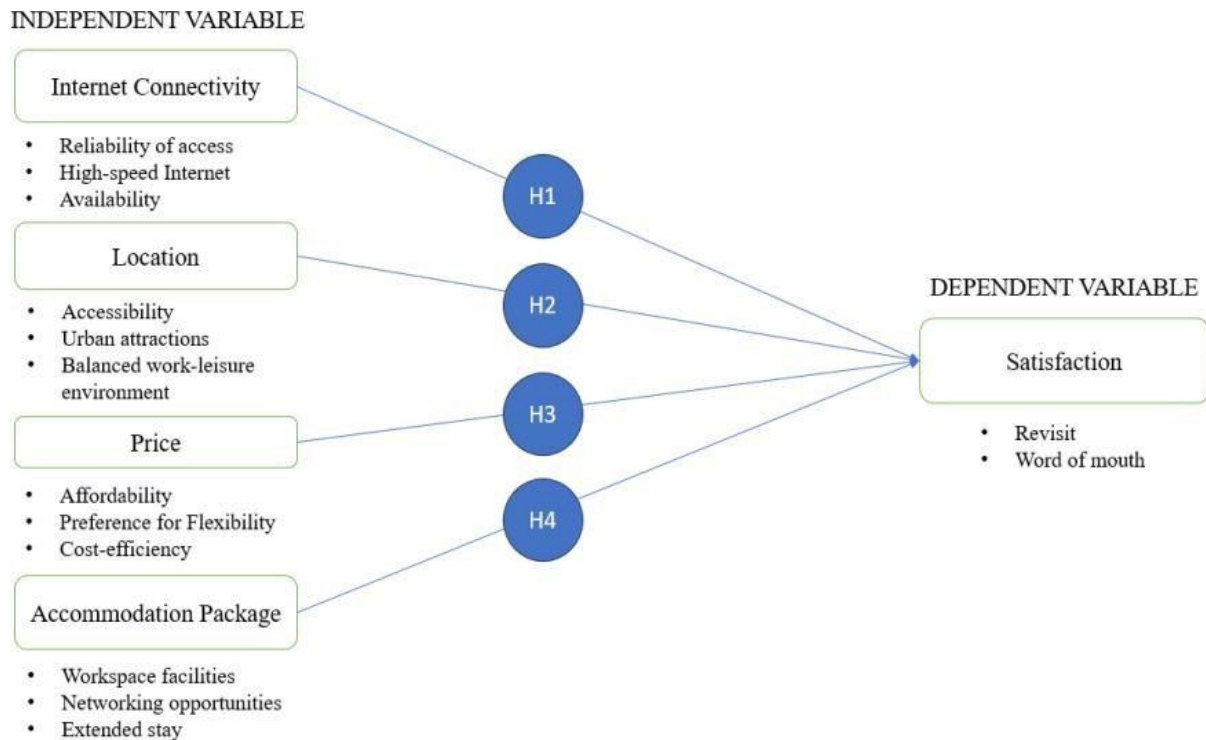 INDEPENDENT VARIABLE
Internet Connectivity
• Reliability of access
• High-speed Internet
• Availability
Location
• Accessibility
• Urban attractions
• Balanced work-leisure
environment
Price
• Affordability
• Preference for Flexibility
• Cost-efficiency
Accommodation Package
• Workspace facilities
• Networking opportunities
• Extended stay
H1
H2
H3
H4
DEPENDENT VARIABLE
Satisfaction
• Revisit
• Word of mouth